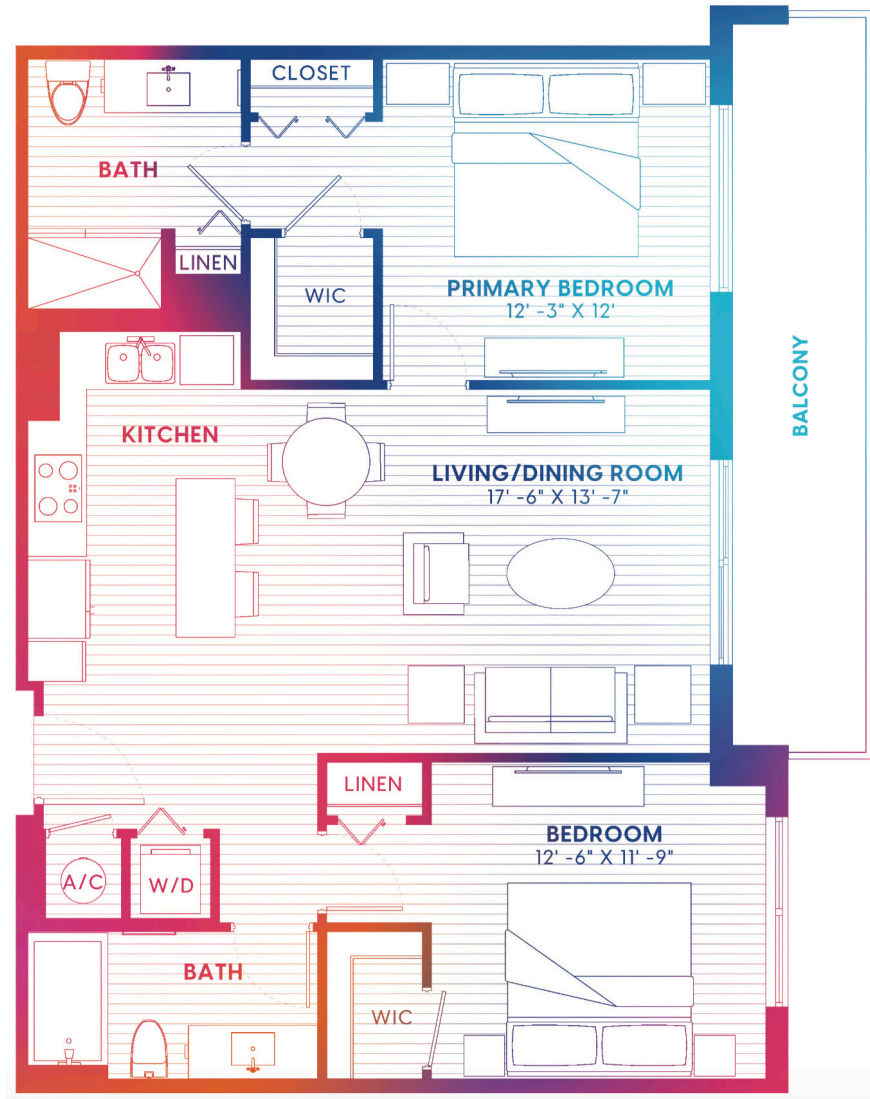 CLOSET
BATH
LINEN
WIC
PRIMARY BEDROOM
12' -3" X 12'
BALCONY
KITCHEN
LIVING/DINING ROOM
17' -6" X 13' -7"
LINEN
BEDROOM
12' -6" X 11' -9"
A/C
W/D
BATH
WIC